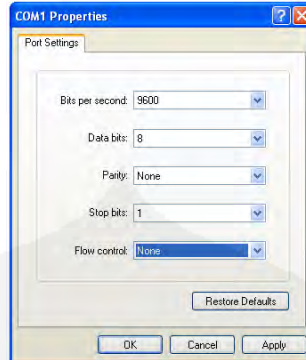 COM1 Properties
Port Settings
Bits per second: 9600
Data bits: 8
Parity: None
Stop bits: 1
Flow control: None
Restore Defaults
OK Cancel Apply